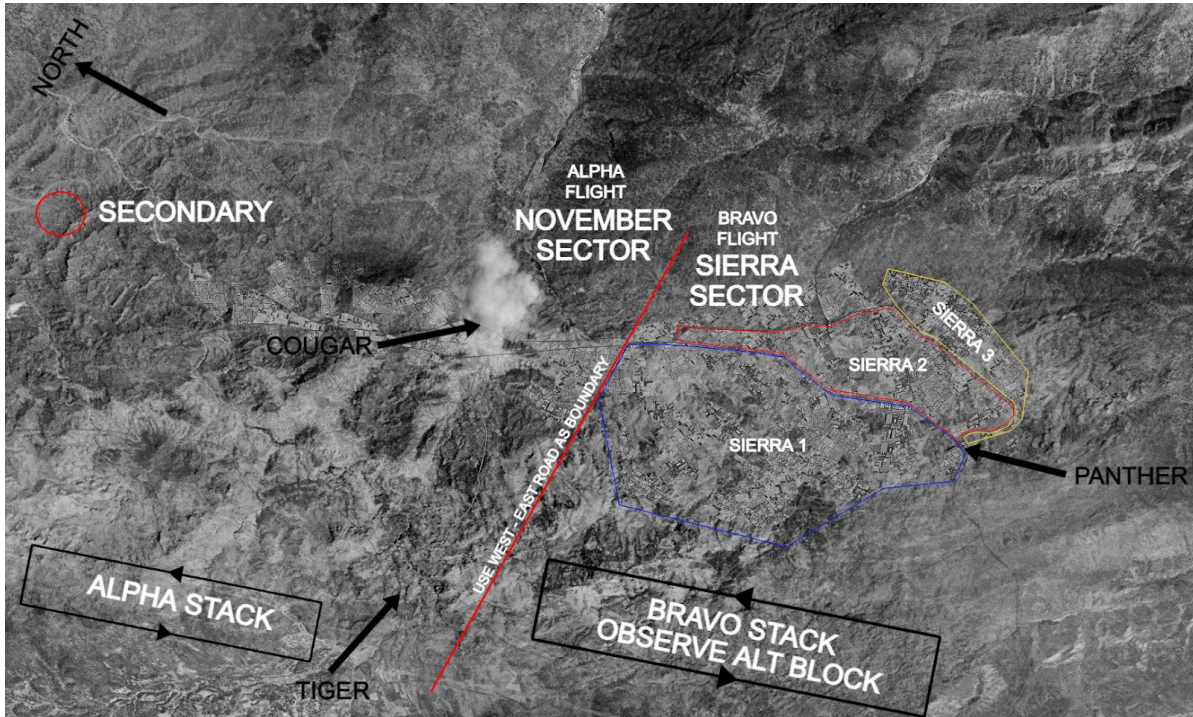 NORTH
SECONDARY
ALPHA
FLIGHT
NOVEMBER
SECTOR
BRAVO
FLIGHT
SIERRA
SECTOR
COUGAR
SIERRA 3
SIERRA 2
SIERRA 1
PANTHER
USE WEST - EAST ROAD AS BOUNDARY
ALPHA STACK
BRAVO STACK
OBSERVE ALT BLOCK
TIGER